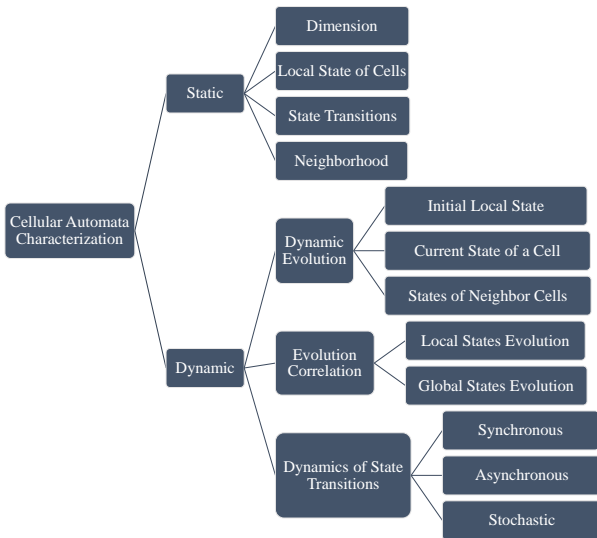 Cellular Automata
Characterization
Static
Dimension
Local State of Cells
State Transitions
Neighborhood
Dynamic
Dynamic
Evolution
Initial Local State
Current State of a Cell
States of Neighbor Cells
Evolution
Correlation
Local States Evolution
Global States Evolution
Dynamics of State
Transitions
Synchronous
Asynchronous
Stochastic